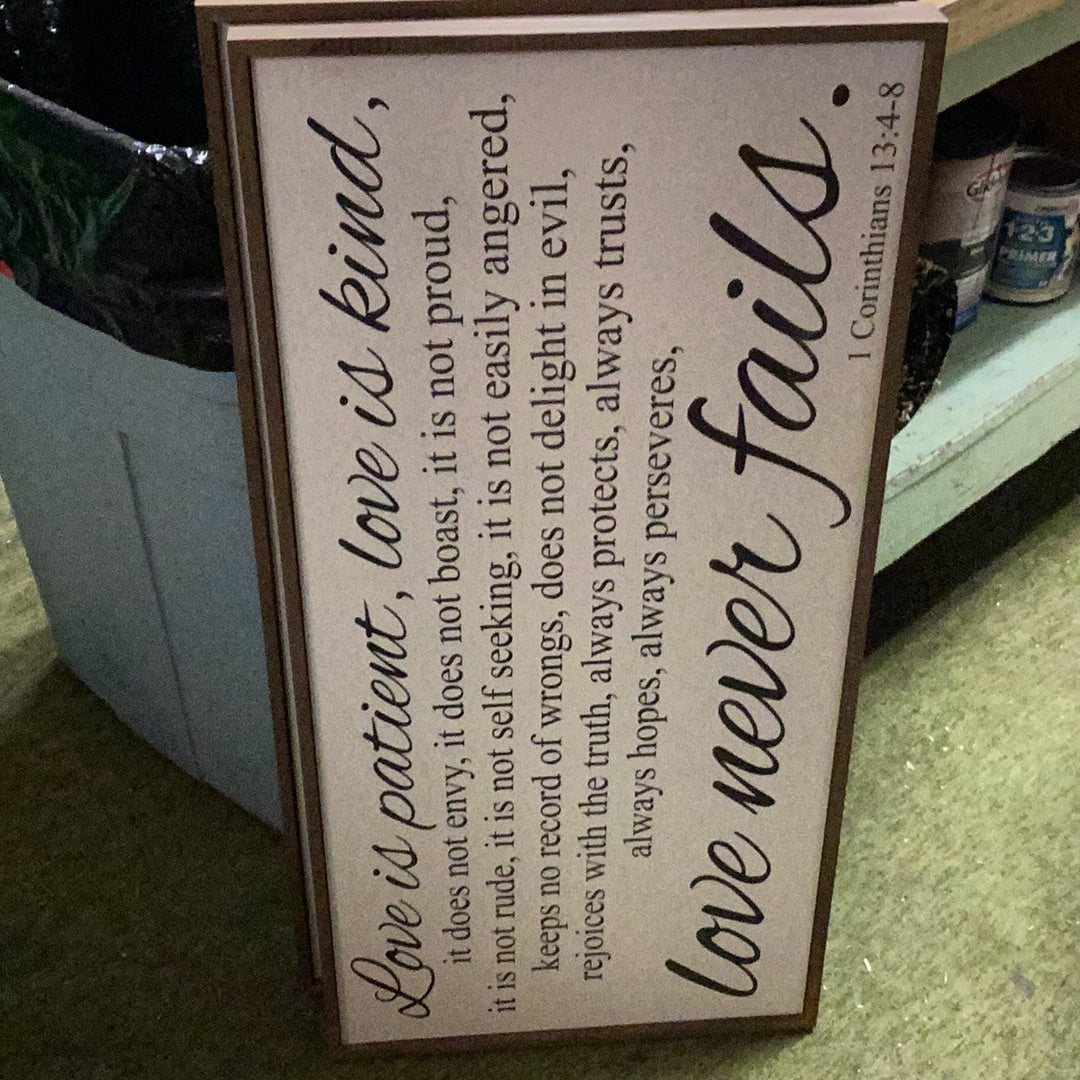 Love is patient, love is kind,
it does not envy, it does not boast, it is not proud,
it is not rude, it is not self seeking, it is not easily angered,
keeps no record of wrongs, does not delight in evil,
rejoices with the truth, always protects, always trusts,
always hopes, always perseveres,
love never fails.
1 Corinthians 13:4-8
123
PRIMER